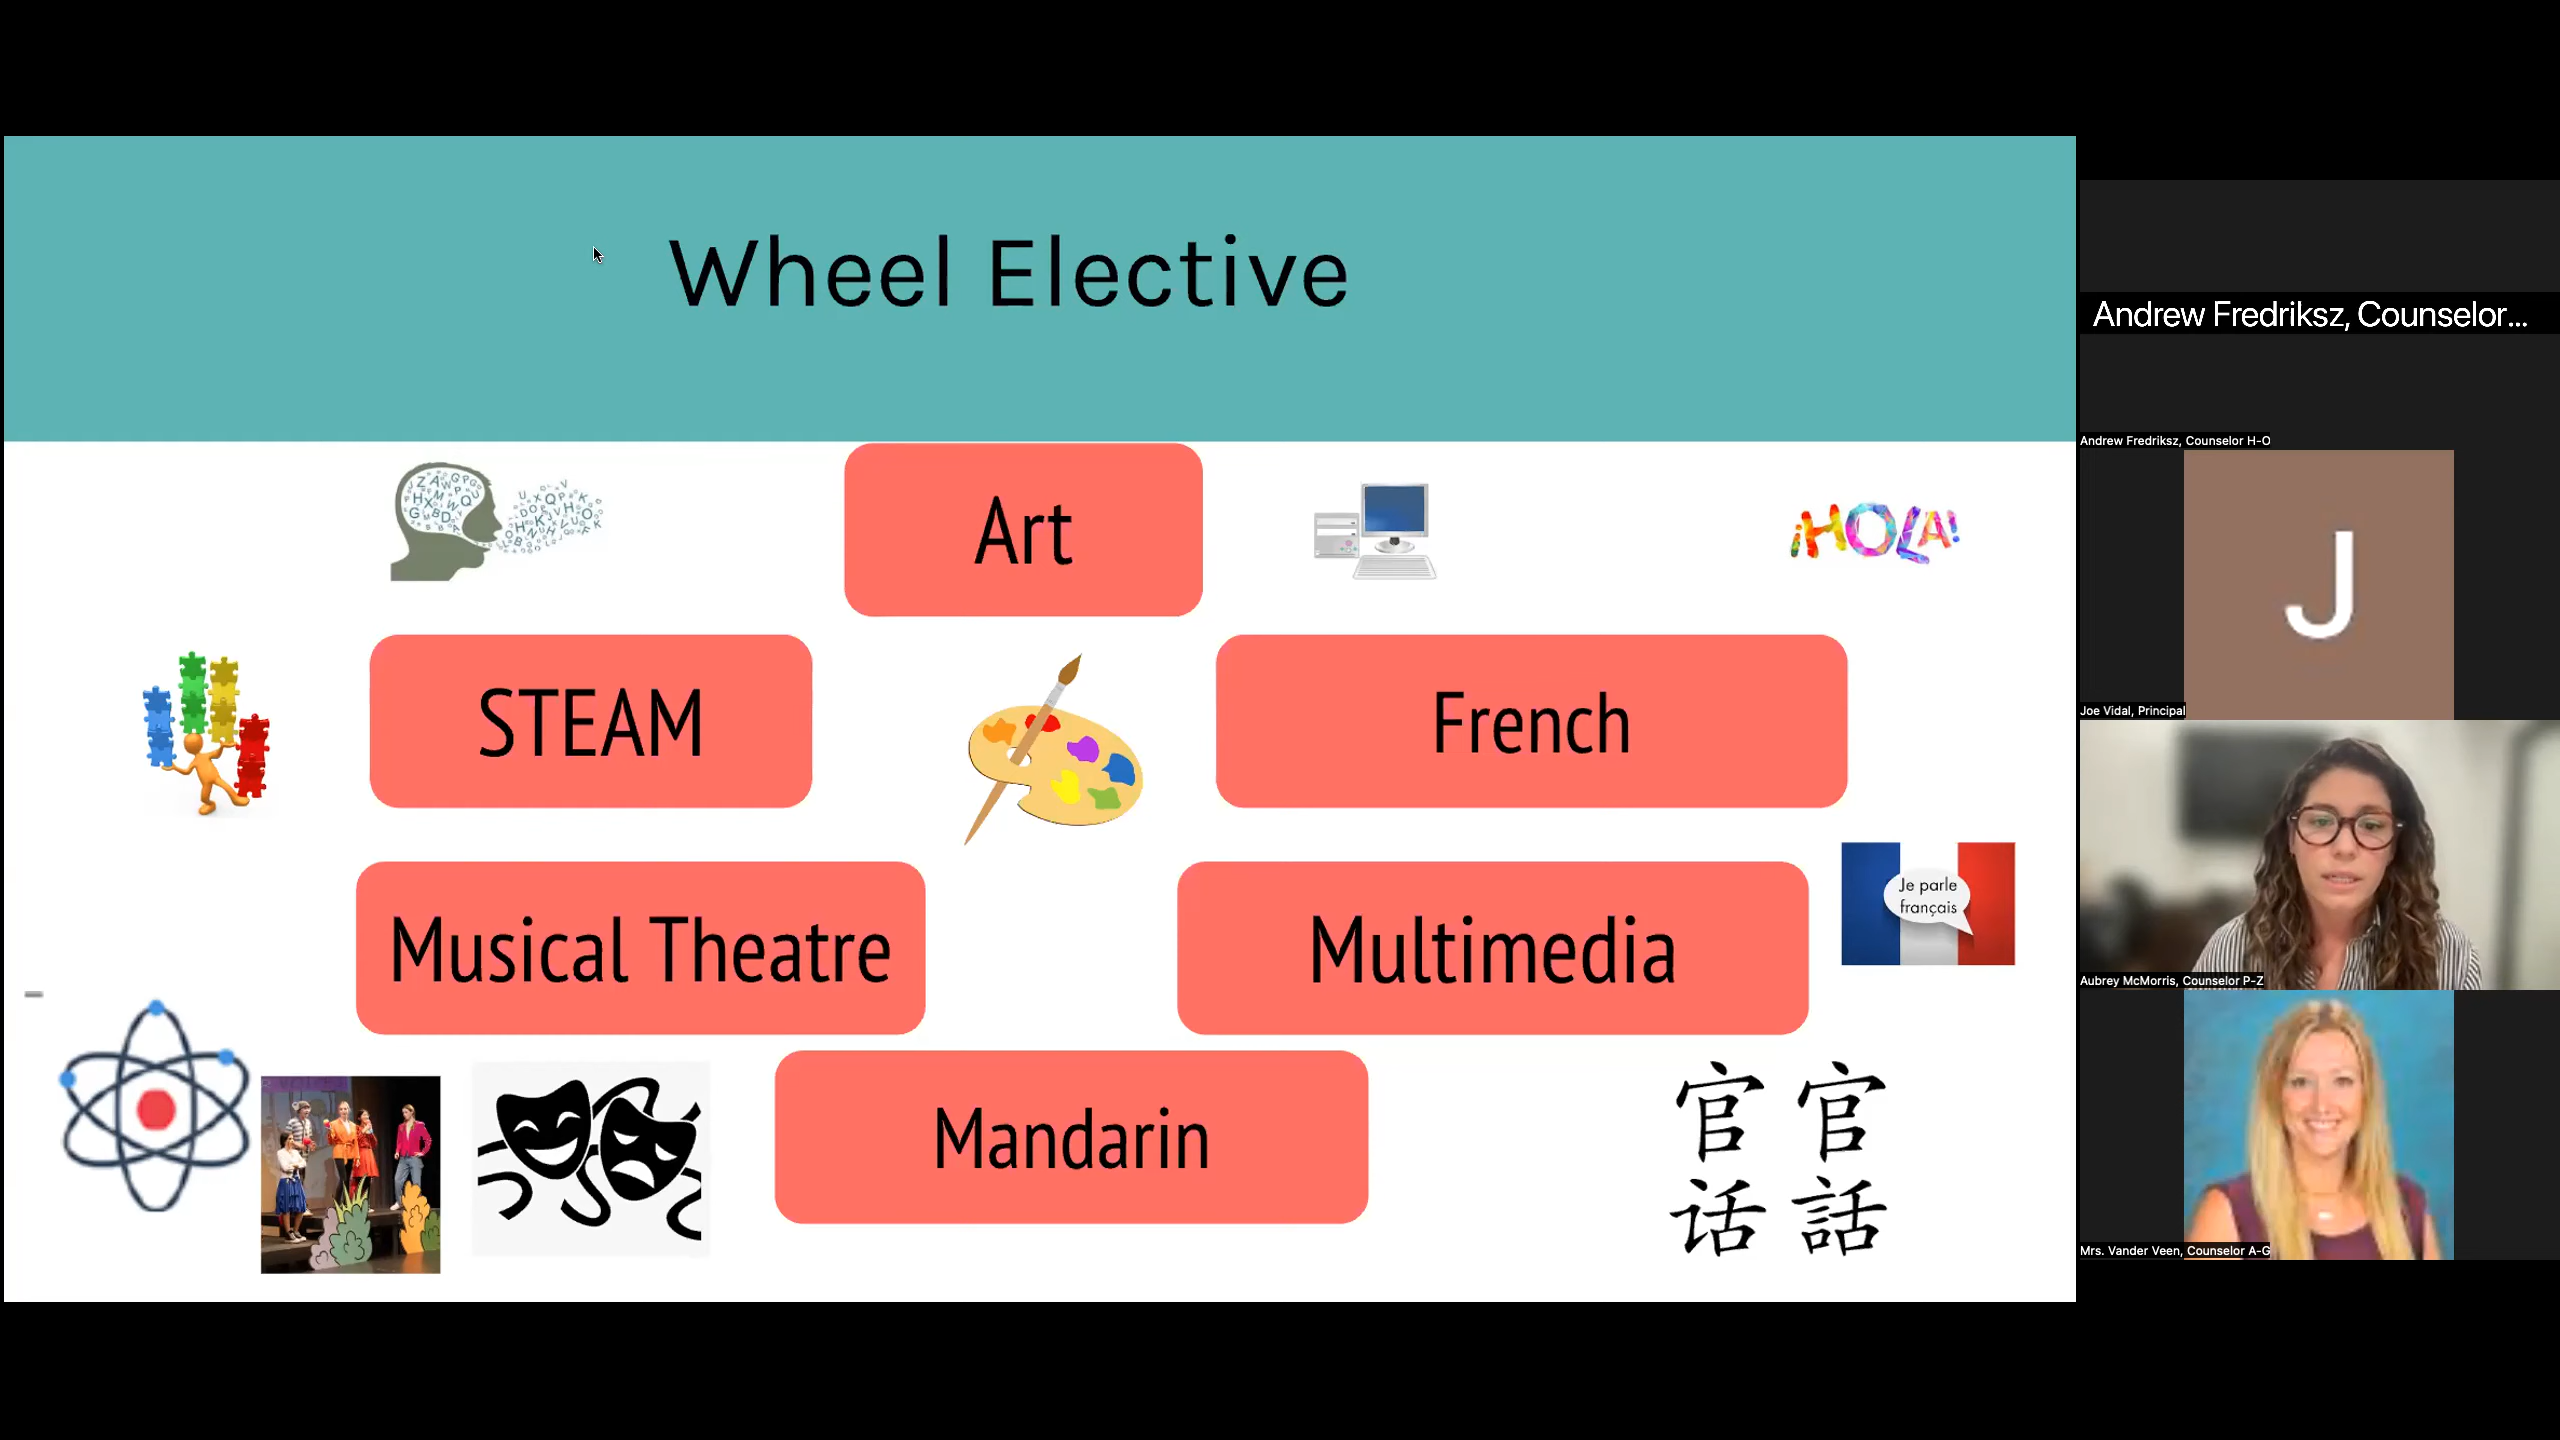 Wheel Elective
Art
¡HOLA!
STEAM
French
Musical Theatre
Multimedia
Je parle
français
Mandarin
官 官
话 話
Andrew Fredriksz, Counselor...
Andrew Fredriksz, Counselor H-O
J
Joe Vidal, Principal
Aubrey McMorris, Counselor P-Z
Mrs. Vander Veen, Counselor A-G